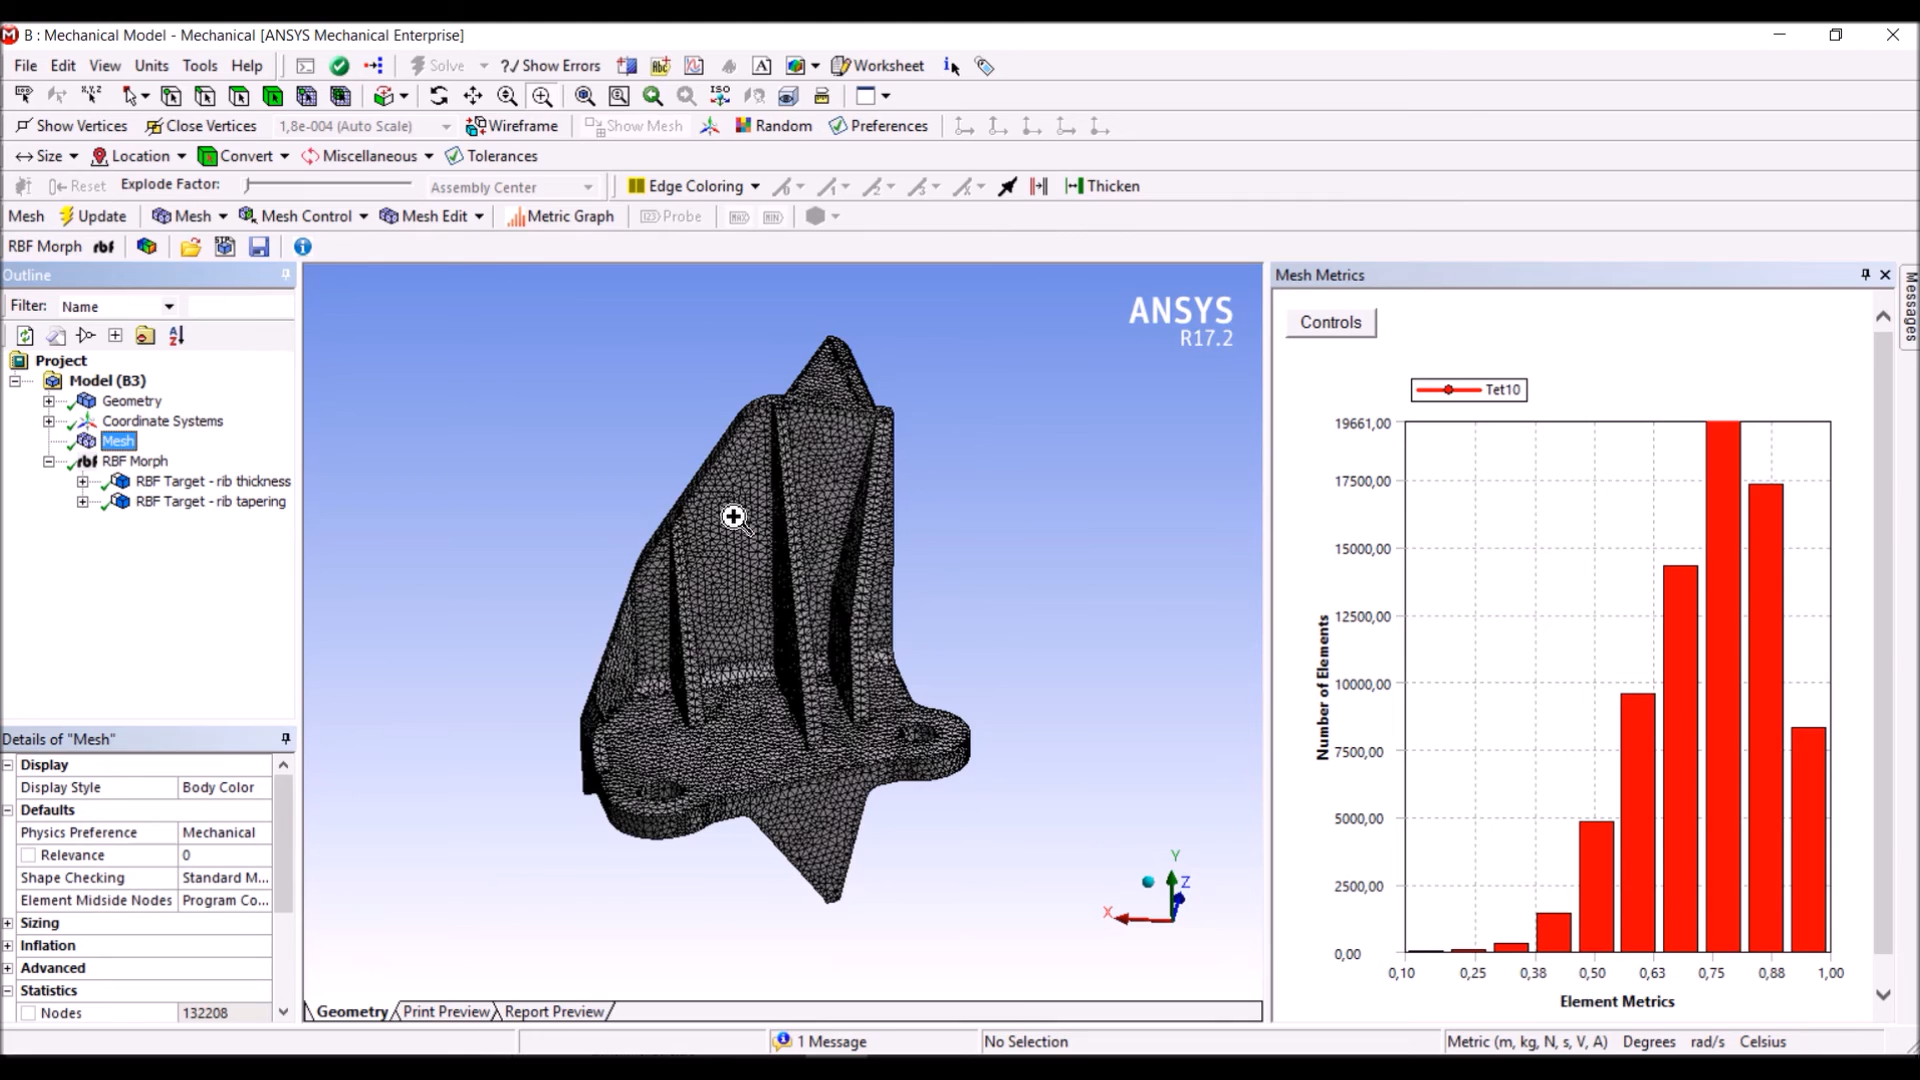 B : Mechanical Model - Mechanical [ANSYS Mechanical Enterprise]
File Edit View Units Tools Help Solve ?/ Show Errors Worksheet
Show Vertices Close Vertices 1,8e-004 (Auto Scale) Wireframe Show Mesh Random Preferences
Size Location Convert Miscellaneous Tolerances
Reset Explode Factor: Assembly Center Edge Coloring Thicken
Mesh Update Mesh Mesh Control Mesh Edit Metric Graph Probe MAX MIN
RBF Morph rbf
Outline
Filter: Name
Project
Model (B3)
Geometry
Coordinate Systems
Mesh
rbf RBF Morph
RBF Target - rib thickness
RBF Target - rib tapering
Details of "Mesh"
Display
Display Style Body Color
Defaults
Physics Preference Mechanical
Relevance 0
Shape Checking Standard M...
Element Midside Nodes Program Co...
Sizing
Inflation
Advanced
Statistics
Nodes 132208
ANSYS
R17.2
Y
Z
X
Geometry Print Preview Report Preview
Mesh Metrics
Messages
Controls
Tet10
19661,00
17500,00
15000,00
12500,00
10000,00
7500,00
5000,00
2500,00
0,00
Number of Elements
0,10 0,25 0,38 0,50 0,63 0,75 0,88 1,00
Element Metrics
1 Message No Selection Metric (m, kg, N, s, V, A) Degrees rad/s Celsius